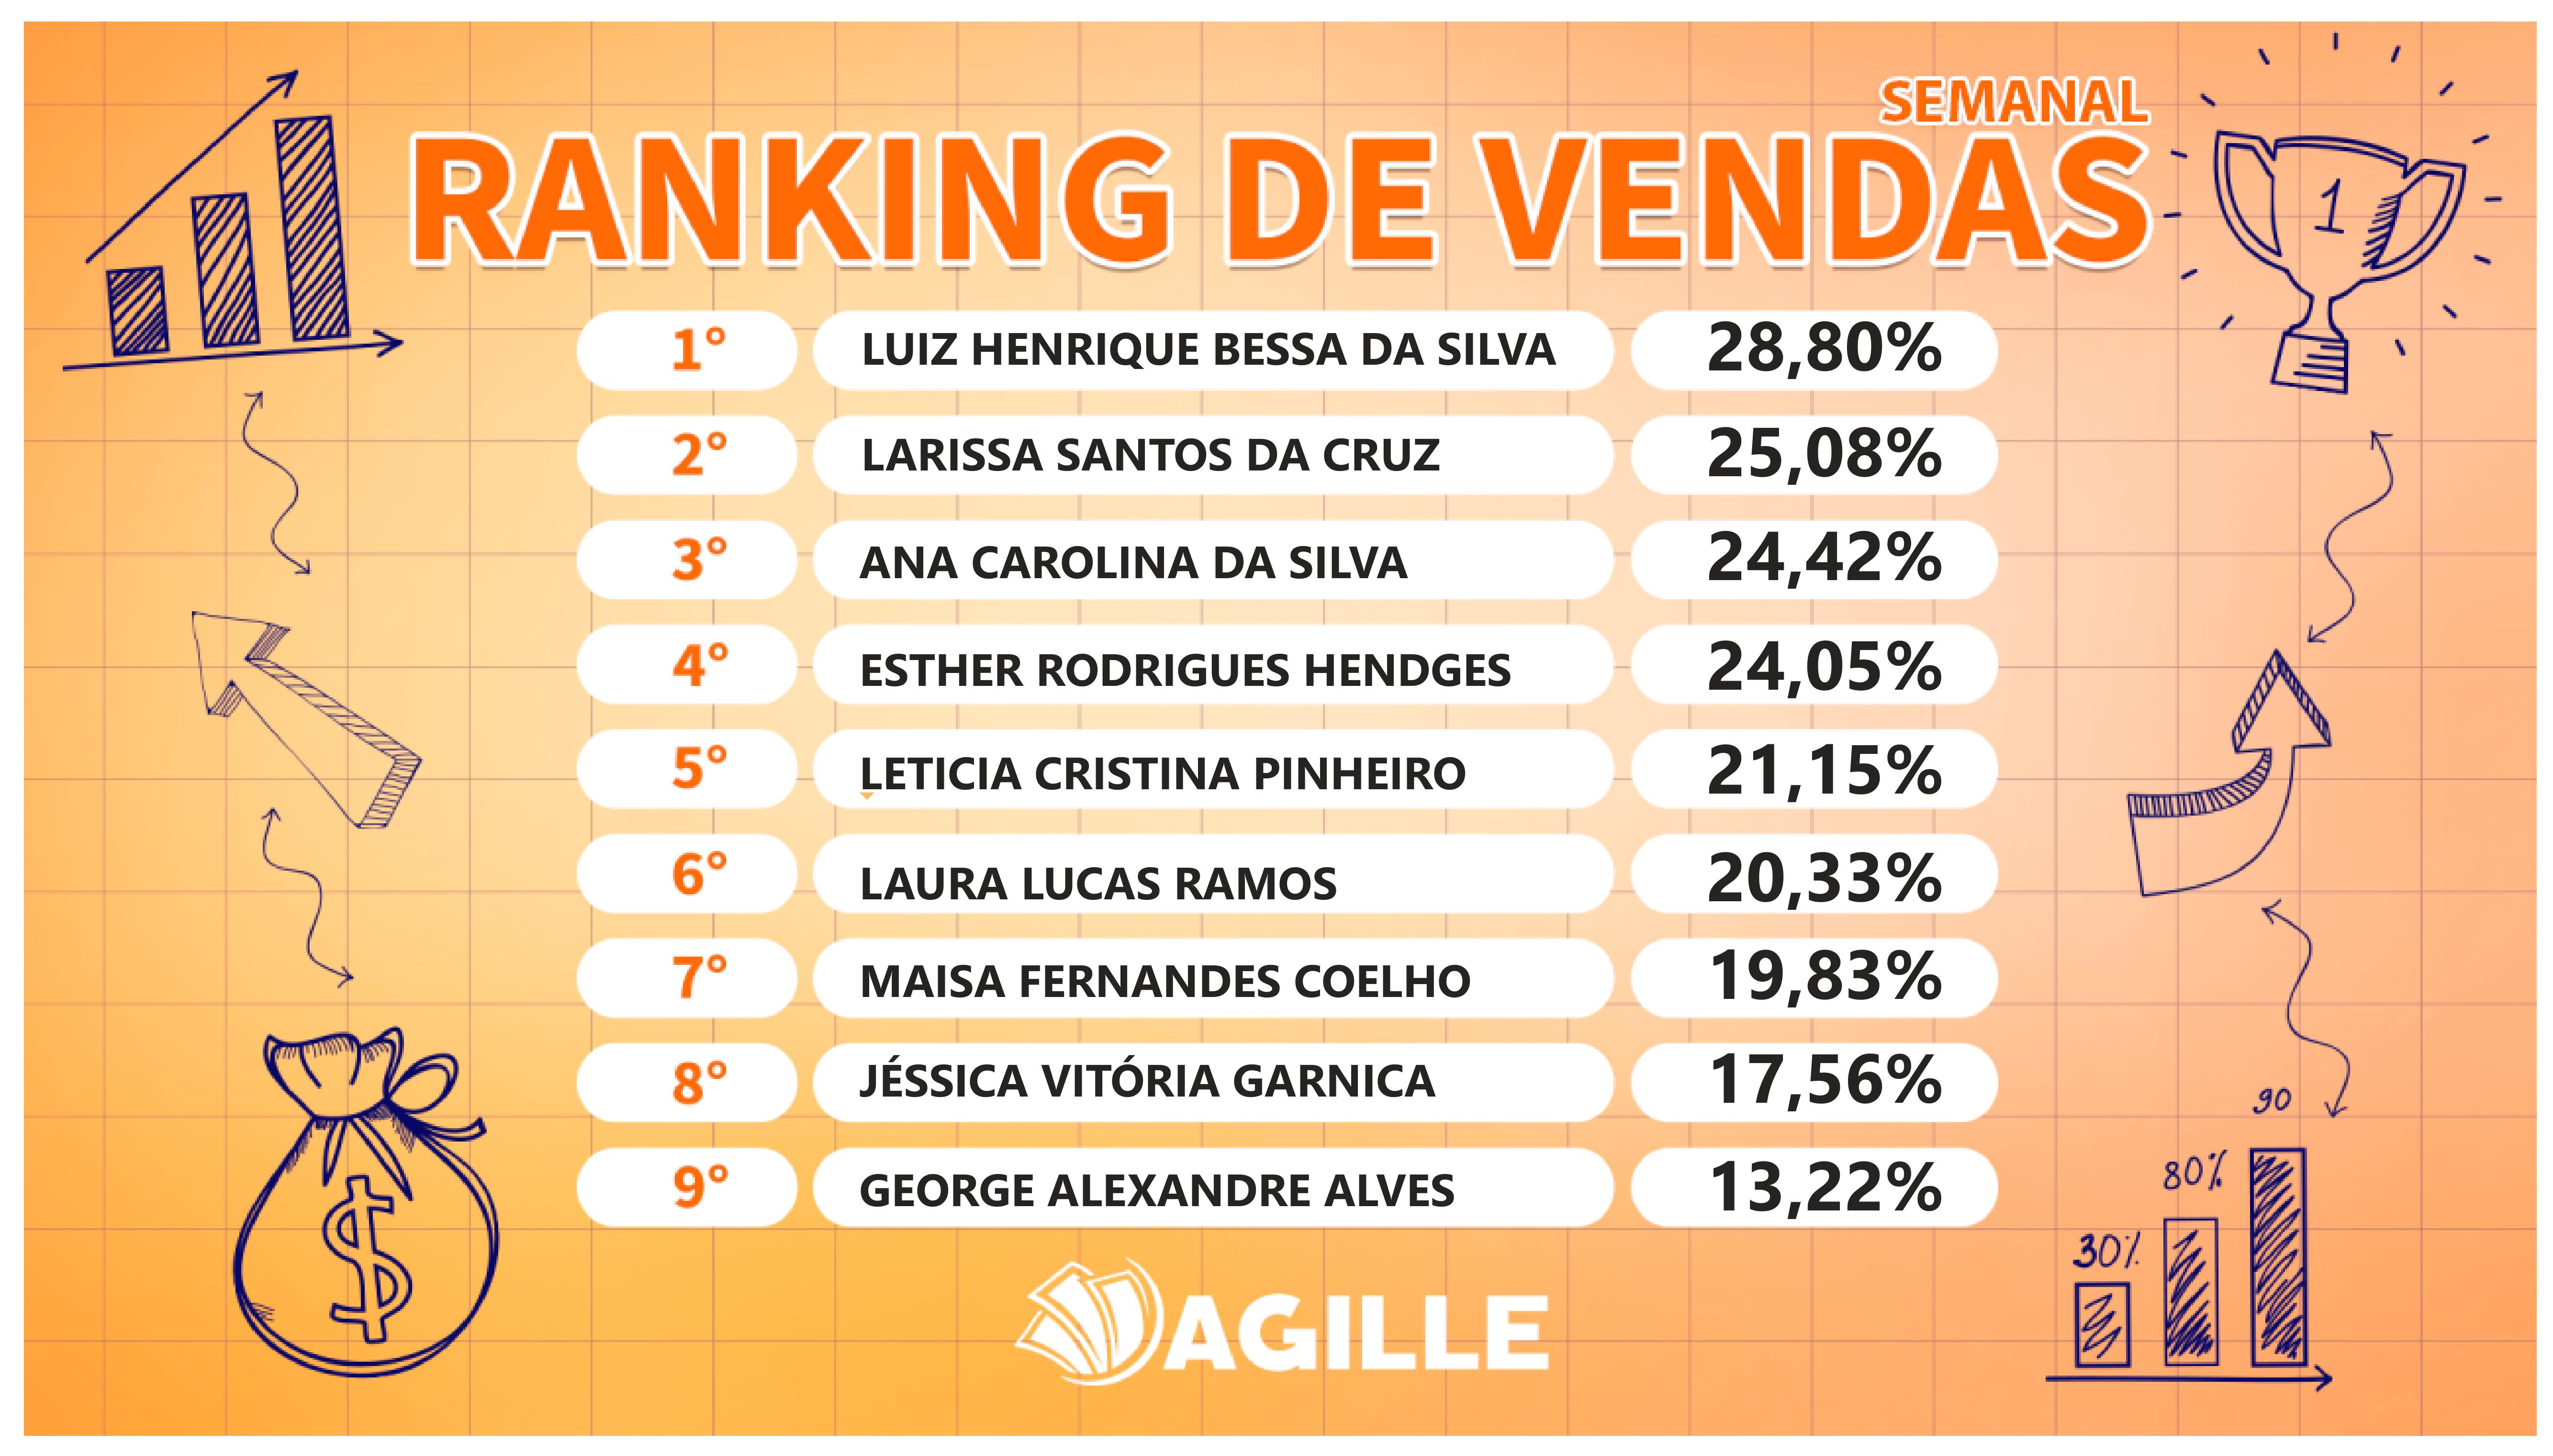 SEMANAL
RANKING DE VENDAS
1
1° LUIZ HENRIQUE BESSA DA SILVA 28,80%
2° LARISSA SANTOS DA CRUZ 25,08%
3° ANA CAROLINA DA SILVA 24,42%
4° ESTHER RODRIGUES HENDGES 24,05%
5° LETICIA CRISTINA PINHEIRO 21,15%
6° LAURA LUCAS RAMOS 20,33%
7° MAISA FERNANDES COELHO 19,83%
8° JÉSSICA VITÓRIA GARNICA 17,56%
9° GEORGE ALEXANDRE ALVES 13,22%
$
30% 80% 90
AGILLE